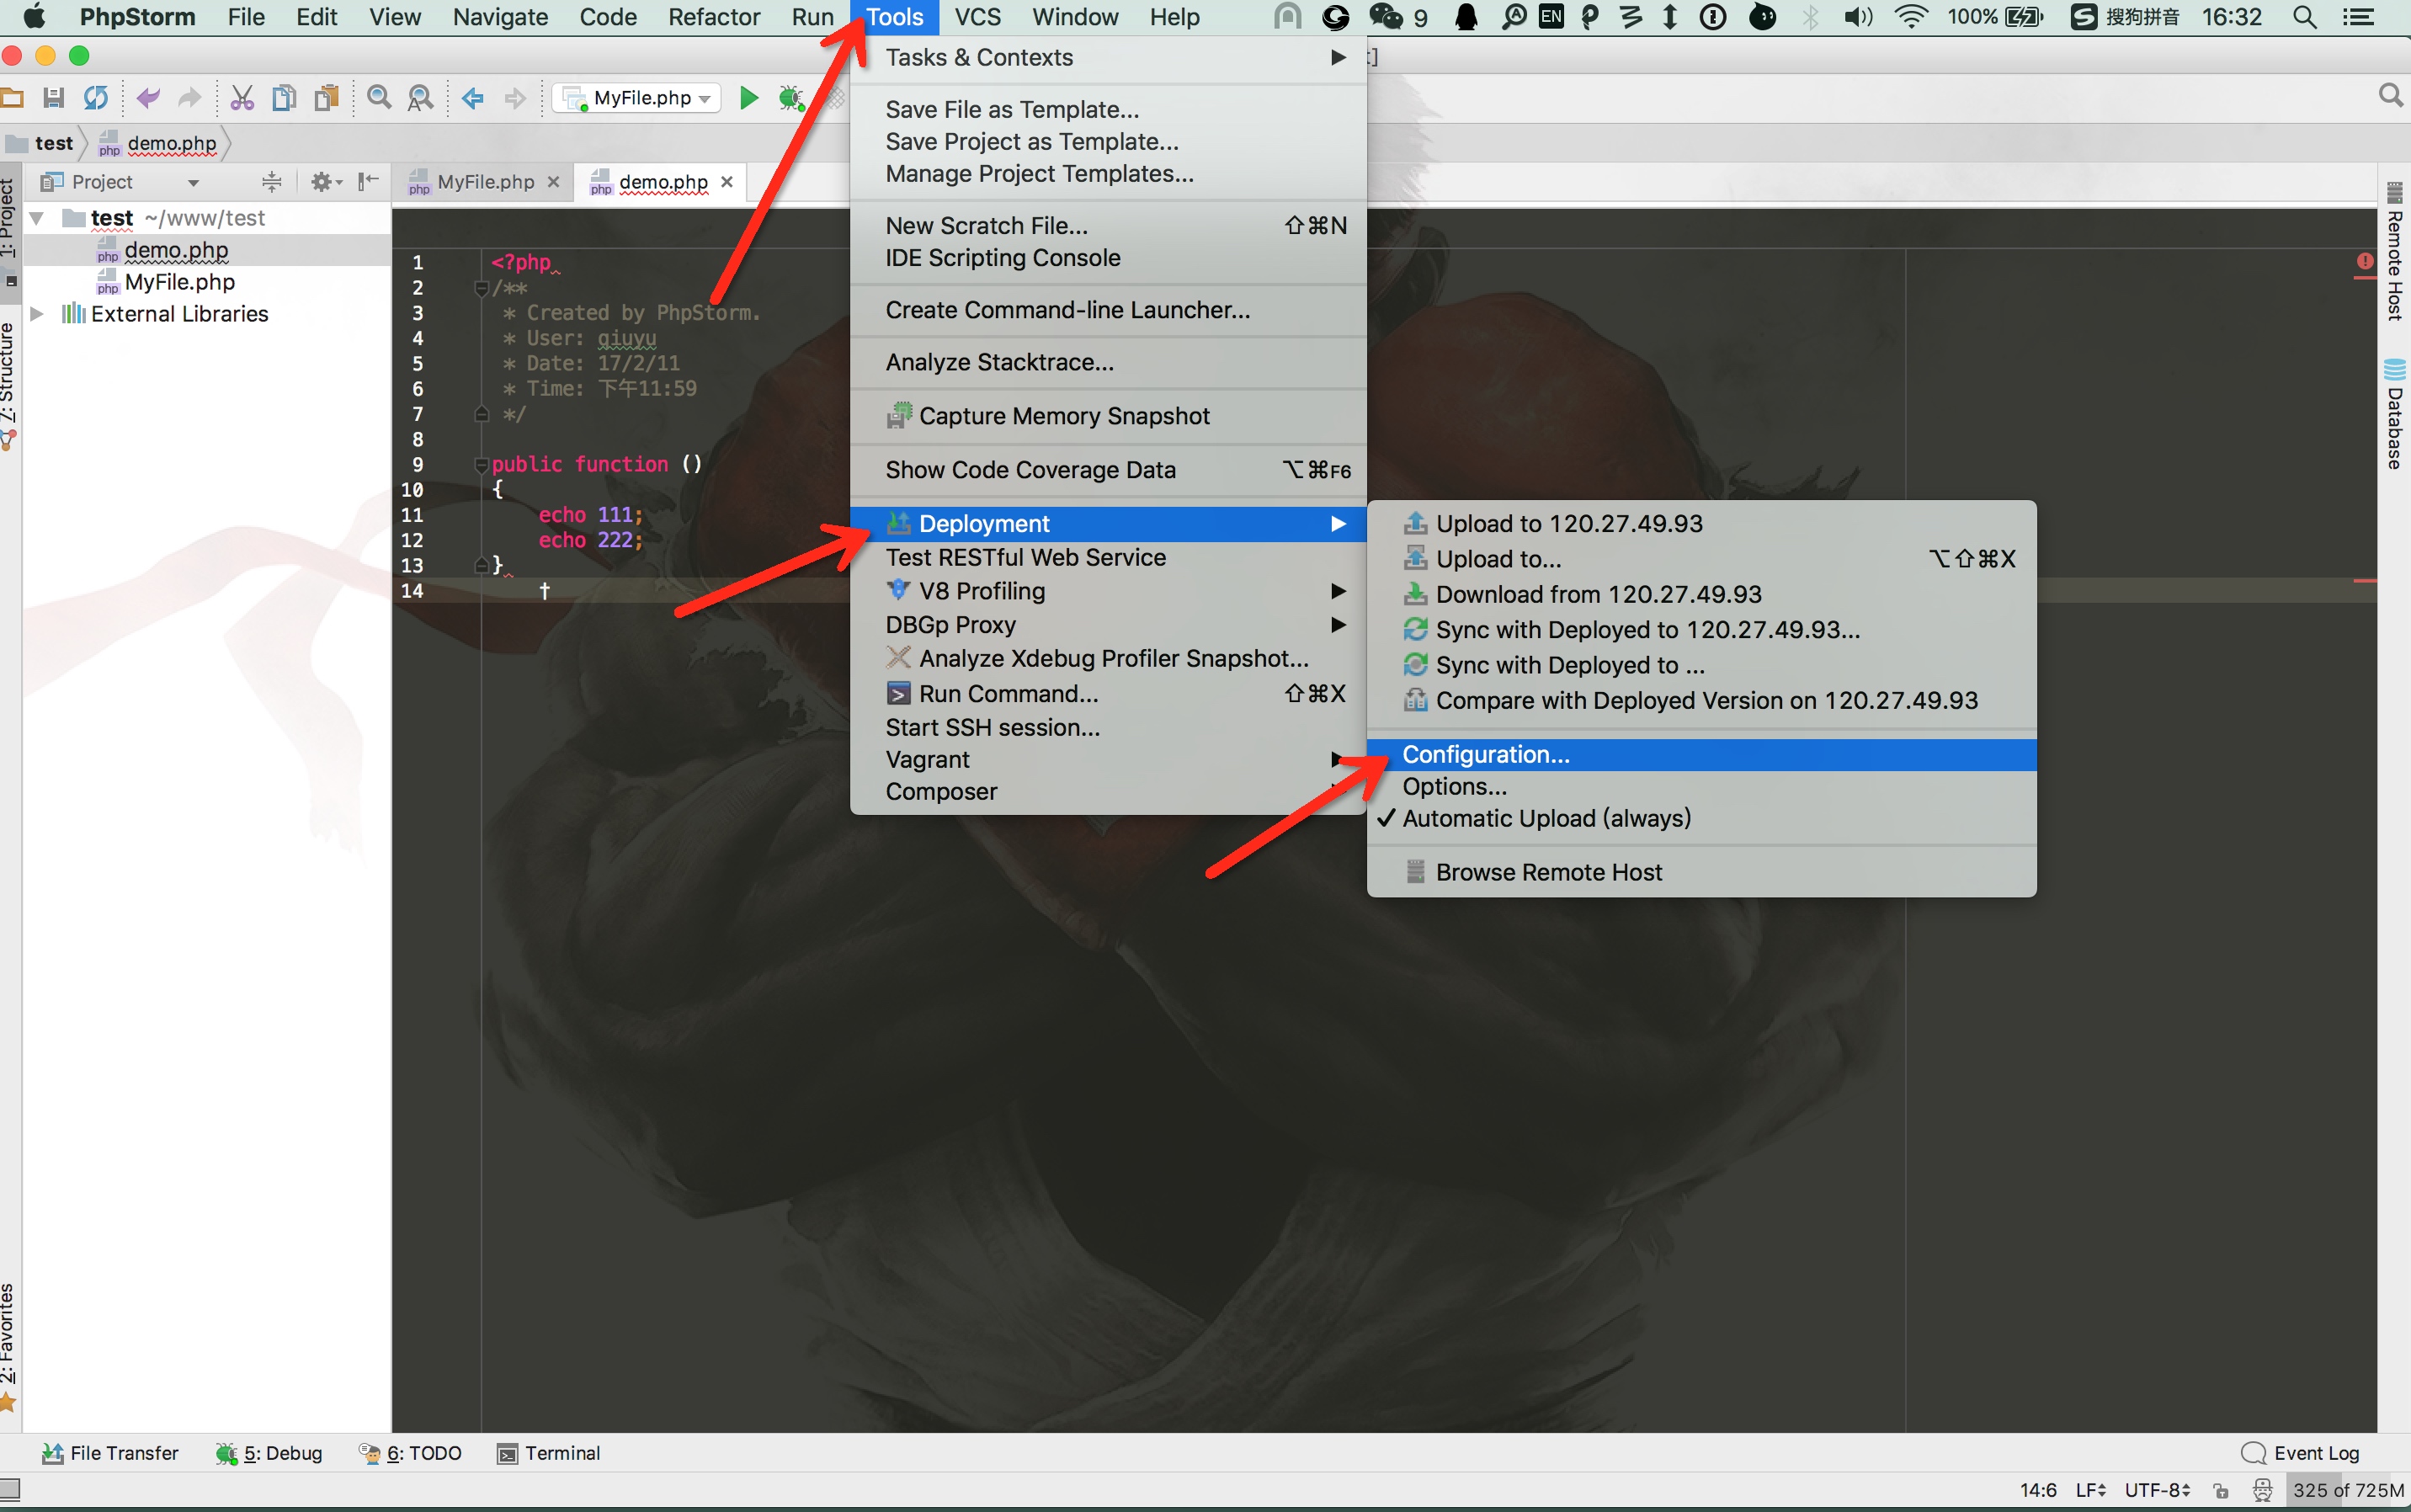 PhpStorm File Edit View Navigate Code Refactor Run Tools VCS Window Help 9 EN 100% 搜狗拼音 16:32
t]
MyFile.php
test demo.php
Project
MyFile.php demo.php
test ~/www/test
demo.php
MyFile.php
External Libraries
1: Project
7: Structure
2: Favorites
1 <?php
2 /**
3 * Created by PhpStorm.
4 * User: qiuyu
5 * Date: 17/2/11
6 * Time: 下午11:59
7 */
8
9 public function ()
10 {
11 echo 111;
12 echo 222;
13 }
14
Tasks & Contexts
Save File as Template...
Save Project as Template...
Manage Project Templates...
New Scratch File... ⇧⌘N
IDE Scripting Console
Create Command-line Launcher...
Analyze Stacktrace...
Capture Memory Snapshot
Show Code Coverage Data ⌥⌘F6
Deployment
Test RESTful Web Service
V8 Profiling
DBGp Proxy
Analyze Xdebug Profiler Snapshot...
Run Command... ⇧⌘X
Start SSH session...
Vagrant
Composer
Upload to 120.27.49.93
Upload to... ⌥⇧⌘X
Download from 120.27.49.93
Sync with Deployed to 120.27.49.93...
Sync with Deployed to ...
Compare with Deployed Version on 120.27.49.93
Configuration...
Options...
✓ Automatic Upload (always)
Browse Remote Host
Remote Host
Database
File Transfer 5: Debug 6: TODO Terminal Event Log
14:6 LF UTF-8 325 of 725M